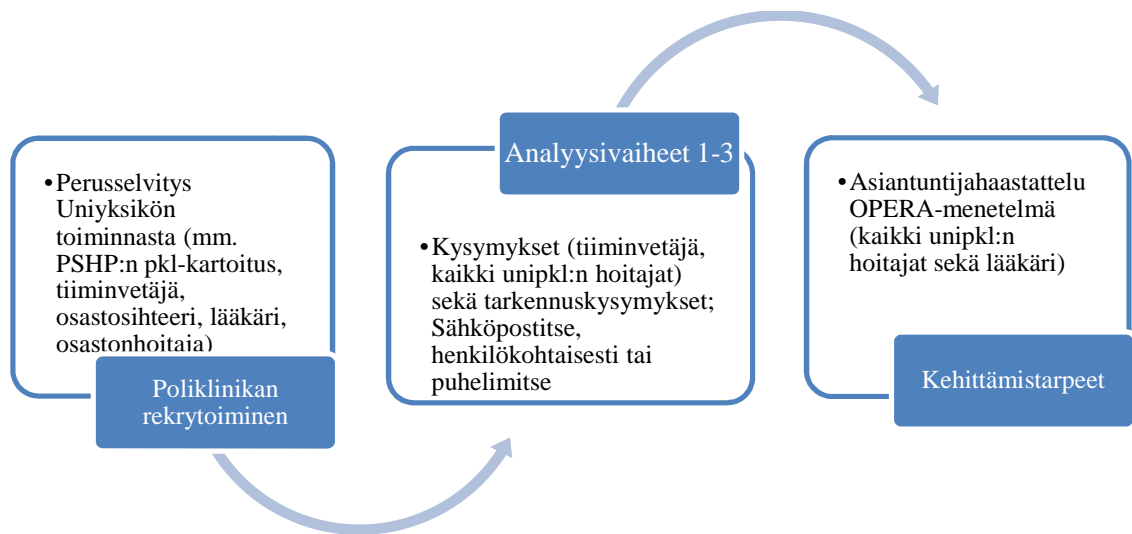 •Perusselvitys
Uniyksikön
toiminnasta (mm.
PSHP:n pkl-kartoitus,
tiiminvetäjä,
osastosihteeri, lääkäri,
osastonhoitaja)
Poliklinikan
rekrytoiminen
Analyysivaiheet 1-3
•Kysymykset (tiiminvetäjä,
kaikki unipkl:n hoitajat)
sekä tarkennuskysymykset;
Sähköpostitse,
henkilökohtaisesti tai
puhelimitse
•Asiantuntijahaastattelu
OPERA-menetelmä
(kaikki unipkl:n
hoitajat sekä lääkäri)
Kehittämistarpeet